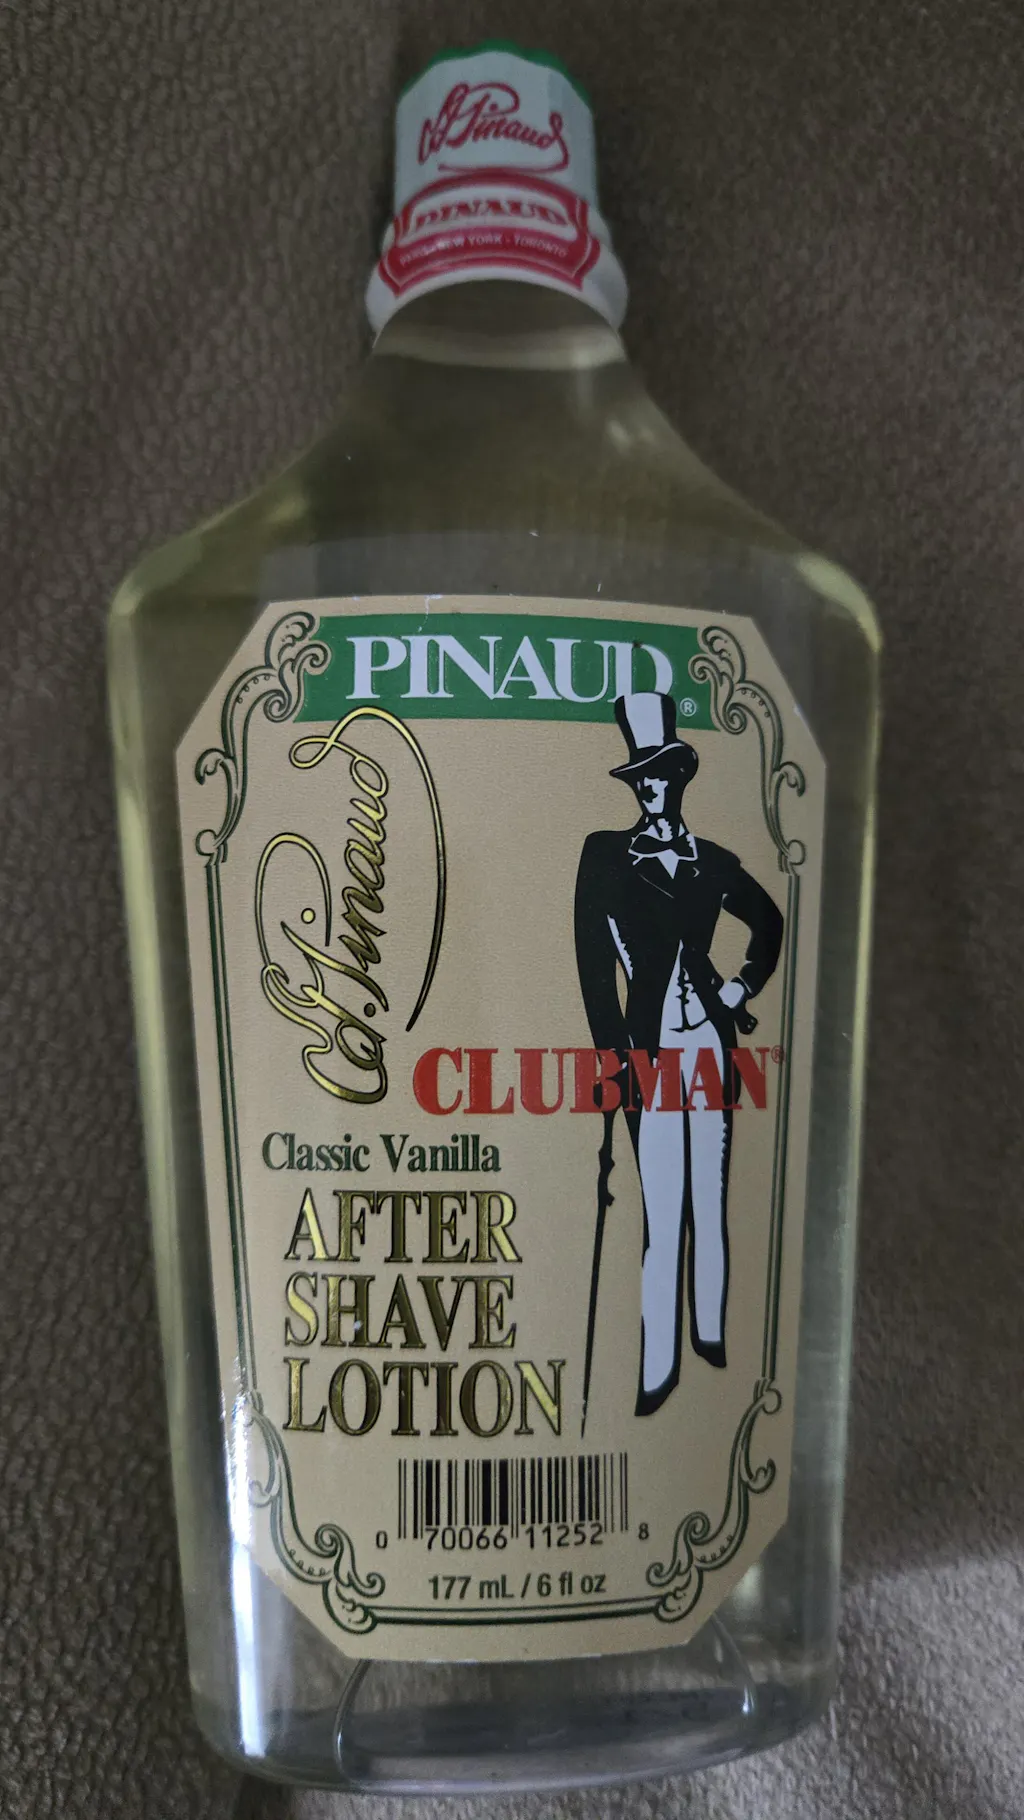 Ed. Pinaud
PINAUD
PARIS • NEW YORK • TORONTO
PINAUD®
Ed. Pinaud
CLUBMAN®
Classic Vanilla
AFTER
SHAVE
LOTION
0 70066 11252 8
177 mL / 6 fl oz